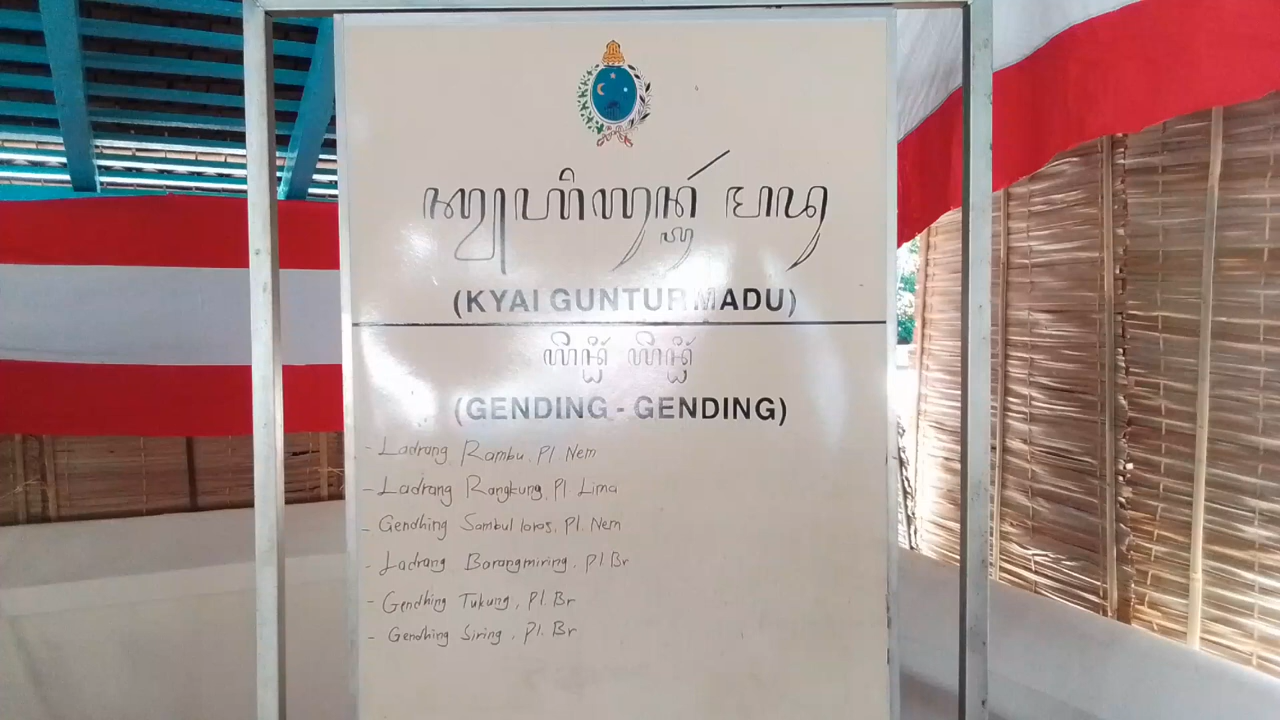 (KYAI GUNTUR MADU)
(GENDING - GENDING)
- Ladrang Rambu, Pl. Nem
- Ladrang Rangkung, Pl. Lima
- Gendhing Sambul laras, Pl. Nem
- Ladrang Barangmiring, Pl. Br
- Gendhing Tukung, Pl. Br
- Gendhing Siring, Pl. Br